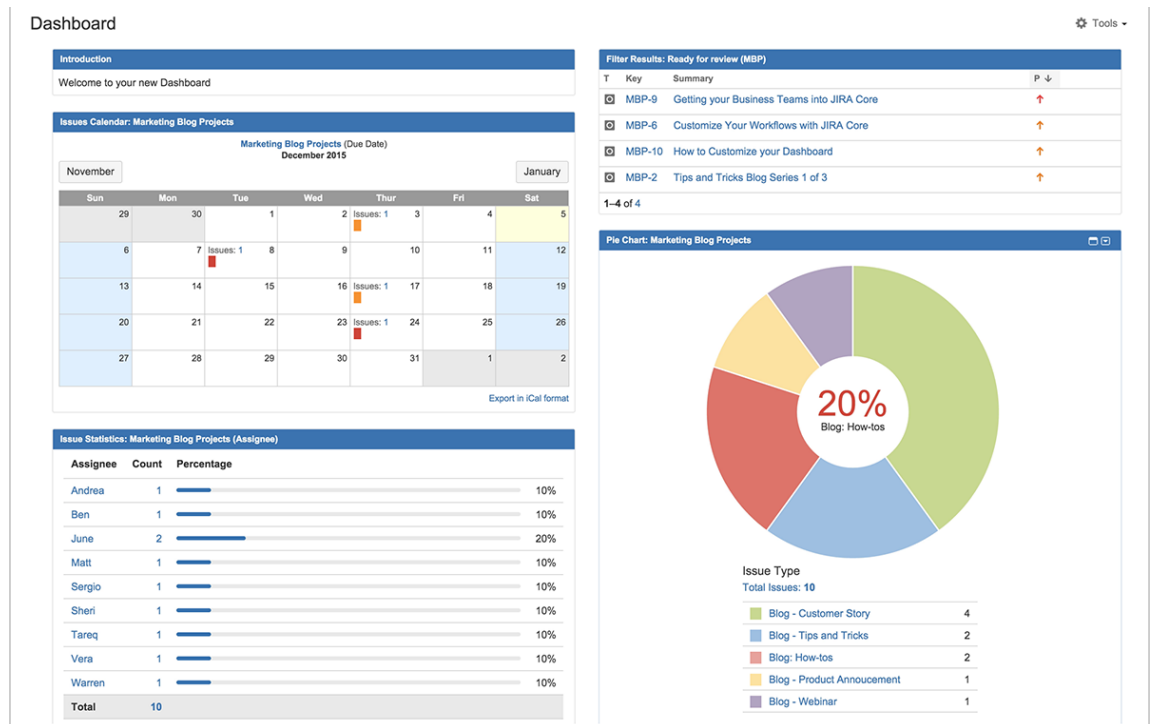 Dashboard
Tools
Introduction
Welcome to your new Dashboard
Issues Calendar: Marketing Blog Projects
Marketing Blog Projects (Due Date)
December 2015
November
January
Sun Mon Tue Wed Thur Fri Sat
29 30 1 2 Issues: 1 3 4 5
6 7 Issues: 1 8 9 10 11 12
13 14 15 16 Issues: 1 17 18 19
20 21 22 23 Issues: 1 24 25 26
27 28 29 30 31 1 2
Export in iCal format
Issue Statistics: Marketing Blog Projects (Assignee)
Assignee Count Percentage
Andrea 1 10%
Ben 1 10%
June 2 20%
Matt 1 10%
Sergio 1 10%
Sheri 1 10%
Tareq 1 10%
Vera 1 10%
Warren 1 10%
Total 10
Filter Results: Ready for review (MBP)
T Key Summary P
MBP-9 Getting your Business Teams into JIRA Core
MBP-6 Customize Your Workflows with JIRA Core
MBP-10 How to Customize your Dashboard
MBP-2 Tips and Tricks Blog Series 1 of 3
1–4 of 4
Pie Chart: Marketing Blog Projects
20%
Blog: How-tos
Issue Type
Total Issues: 10
Blog - Customer Story 4
Blog - Tips and Tricks 2
Blog: How-tos 2
Blog - Product Annoucement 1
Blog - Webinar 1